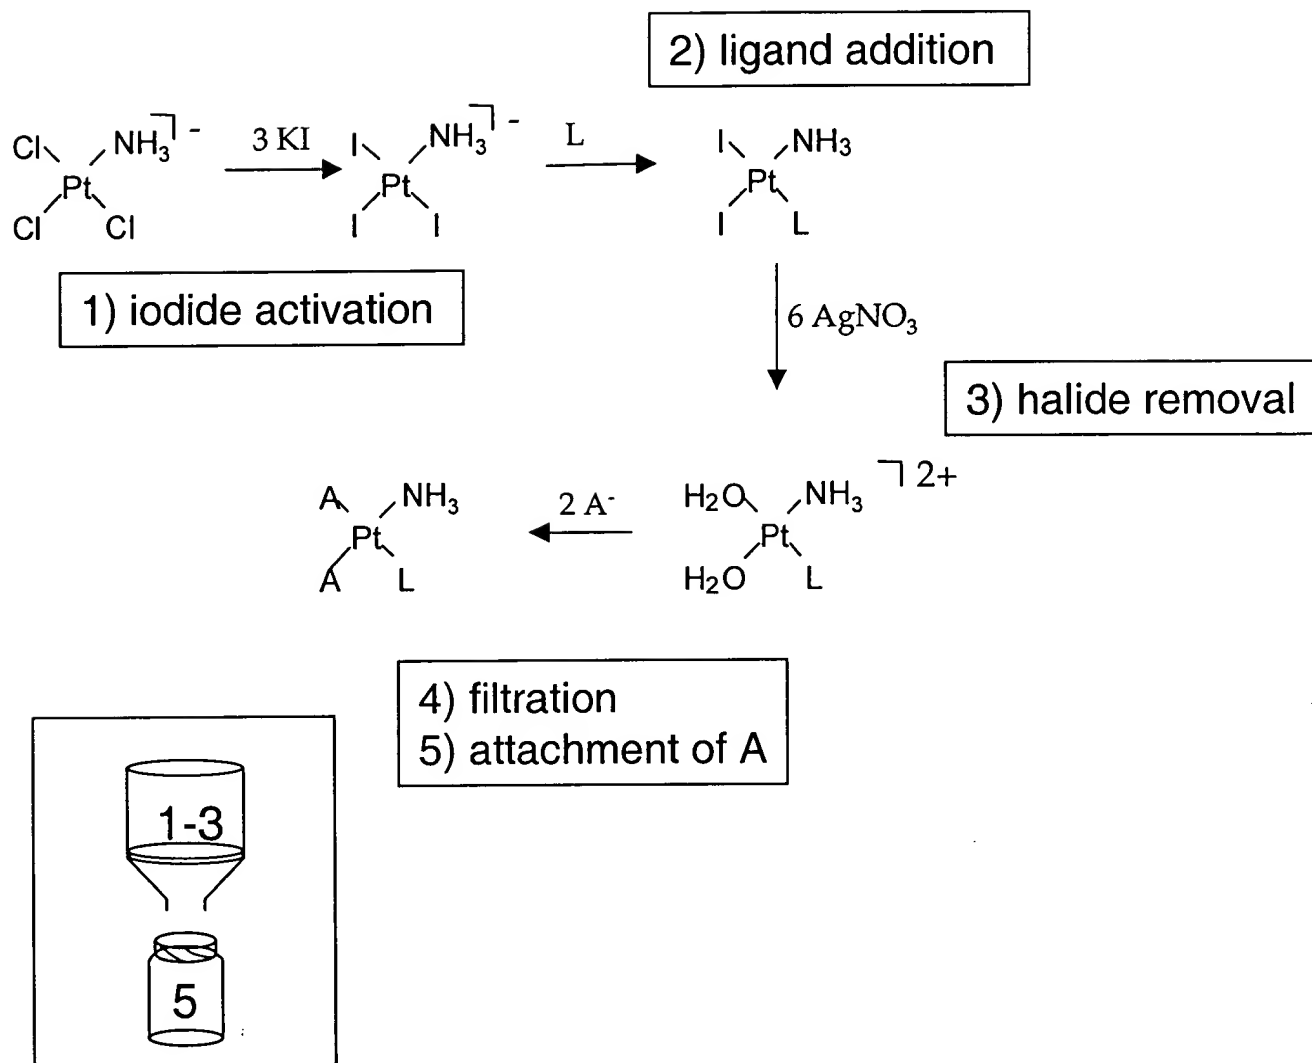 2) ligand addition
Cl
NH3
] -
Pt
Cl
Cl
3 KI
I
NH3
] -
Pt
I
I
L
I
NH3
Pt
I
L
1) iodide activation
6 AgNO3
3) halide removal
A
NH3
Pt
A
L
2 A-
H2O
NH3
] 2+
Pt
H2O
L
4) filtration
5) attachment of A
1-3
5